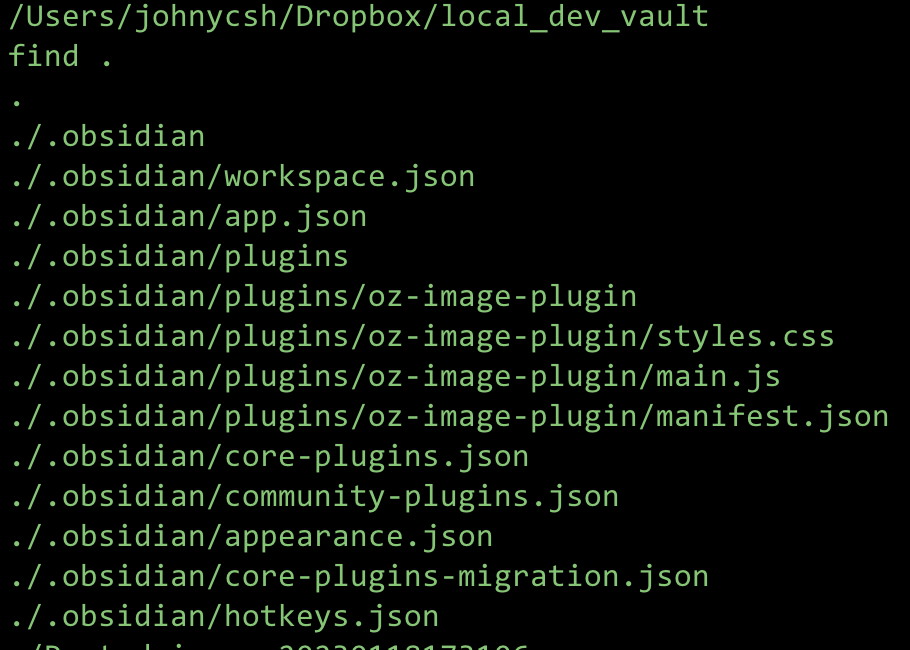 /Users/johnycsh/Dropbox/local_dev_vault
find .
.
./.obsidian
./.obsidian/workspace.json
./.obsidian/app.json
./.obsidian/plugins
./.obsidian/plugins/oz-image-plugin
./.obsidian/plugins/oz-image-plugin/styles.css
./.obsidian/plugins/oz-image-plugin/main.js
./.obsidian/plugins/oz-image-plugin/manifest.json
./.obsidian/core-plugins.json
./.obsidian/community-plugins.json
./.obsidian/appearance.json
./.obsidian/core-plugins-migration.json
./.obsidian/hotkeys.json